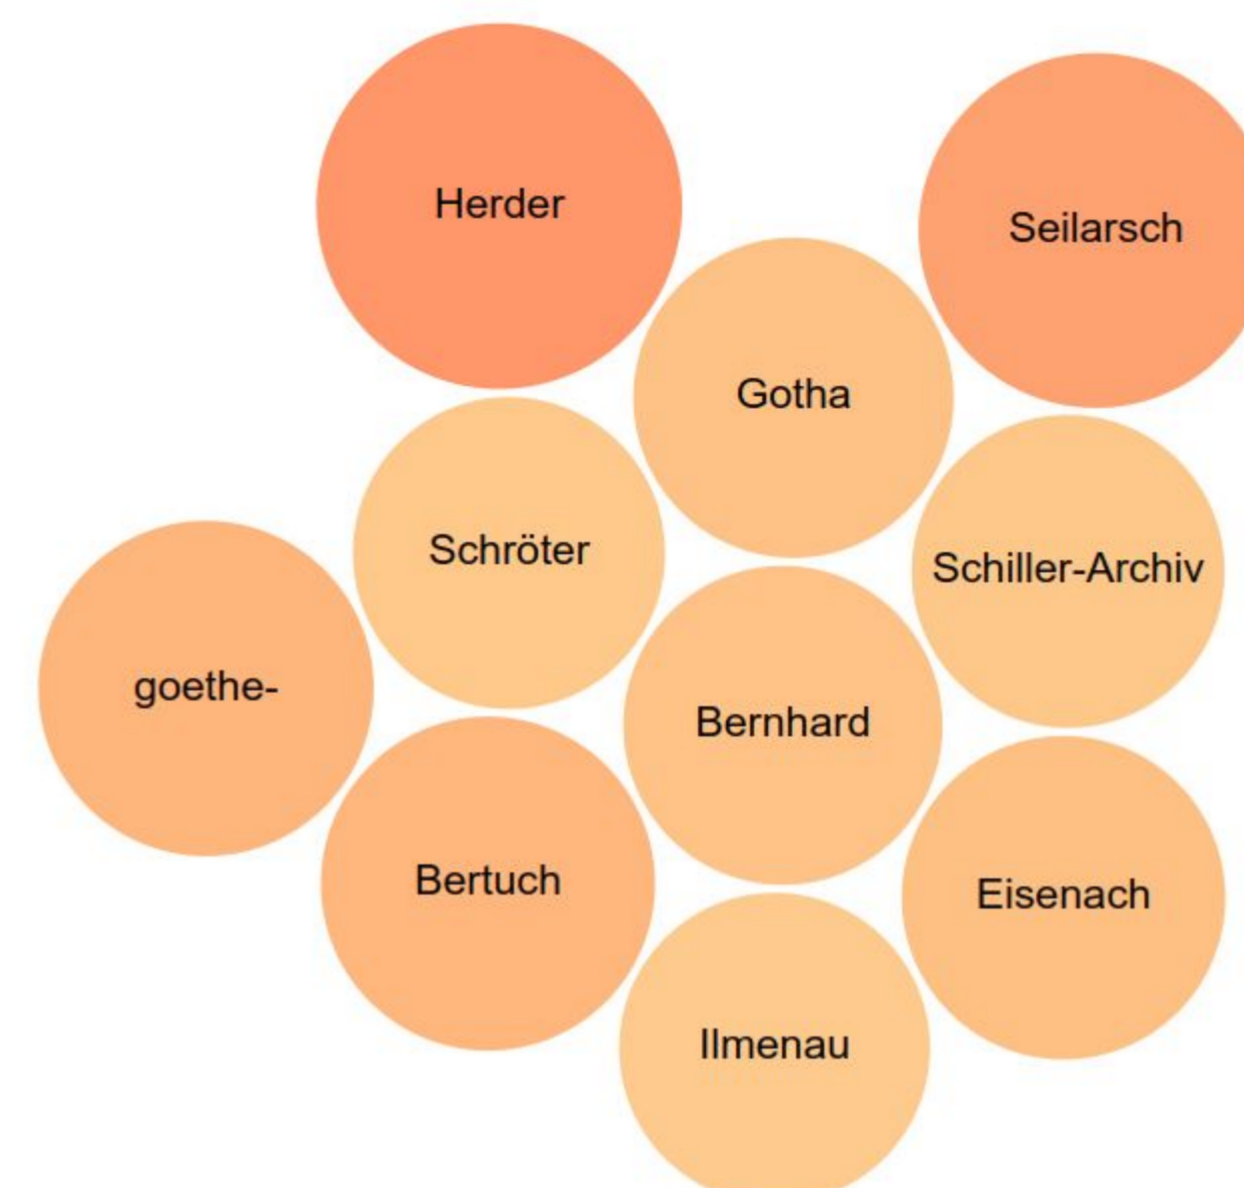 Herder
Seilarsch
Gotha
Schröter
Schiller-Archiv
goethe-
Bernhard
Bertuch
Eisenach
Ilmenau